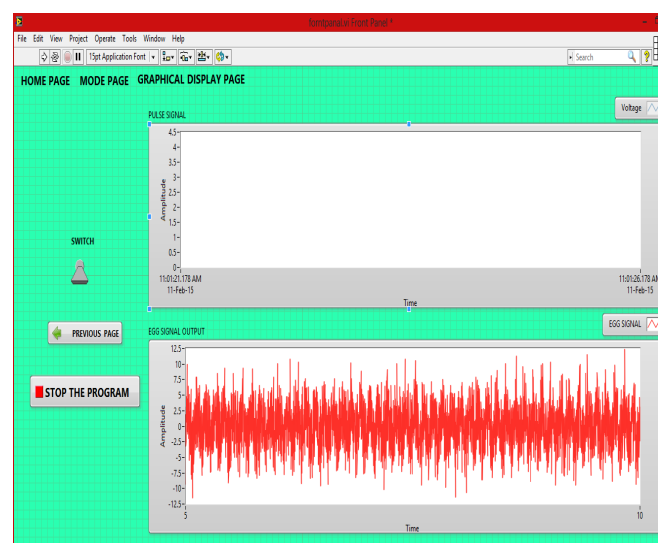 fornntpanal.vi Front Panel *
File Edit View Project Operate Tools Window Help
15pt Application Font
Search
HOME PAGE MODE PAGE GRAPHICAL DISPLAY PAGE
Voltage
PULSE SIGNAL
4.5
4
3.5
3
2.5
2
1.5
1
0.5
0
Amplitude
11:01:21.178 AM
11-Feb-15
11:01:26.178 AM
11-Feb-15
Time
SWITCH
PREVIOUS PAGE
STOP THE PROGRAM
EGG SIGNAL OUTPUT
EGG SIGNAL
12.5
10
7.5
5
2.5
0
-2.5
-5
-7.5
-10
-12.5
Amplitude
5
10
Time